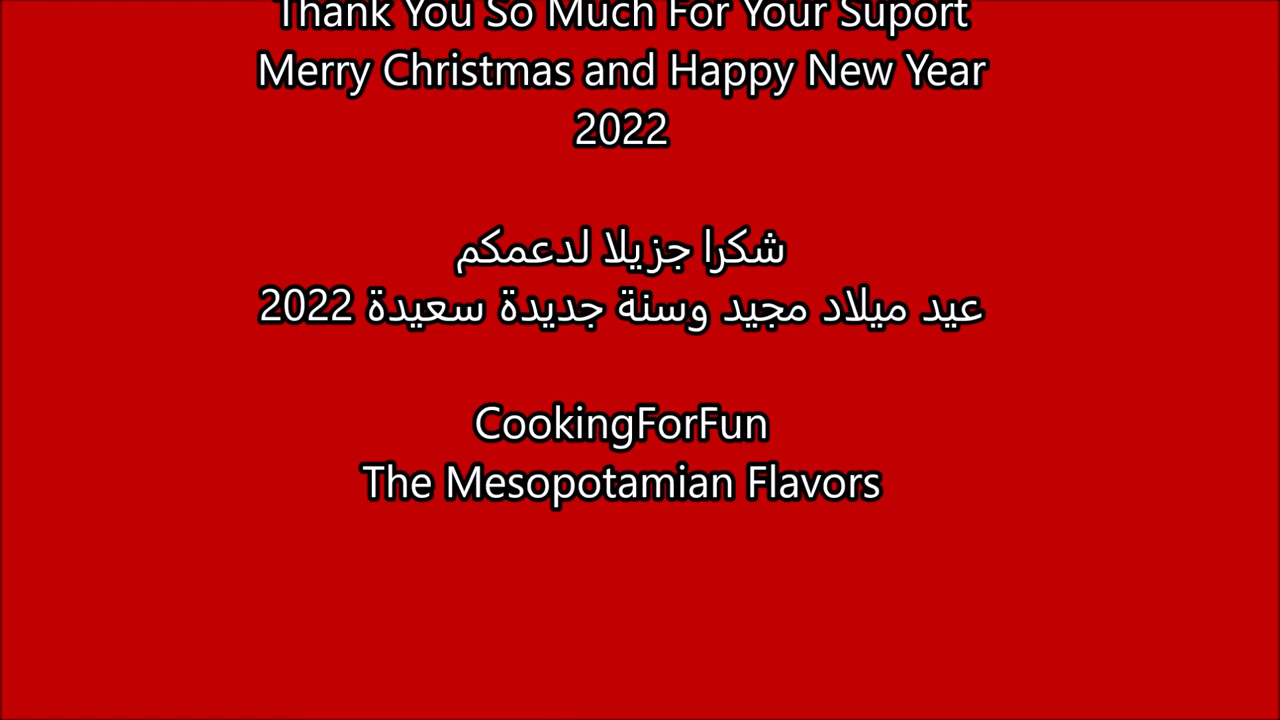 Thank You So Much For Your Suport
Merry Christmas and Happy New Year
2022
شكرا جزيلا لدعمكم
عيد ميلاد مجيد وسنة جديدة سعيدة 2022
CookingForFun
The Mesopotamian Flavors